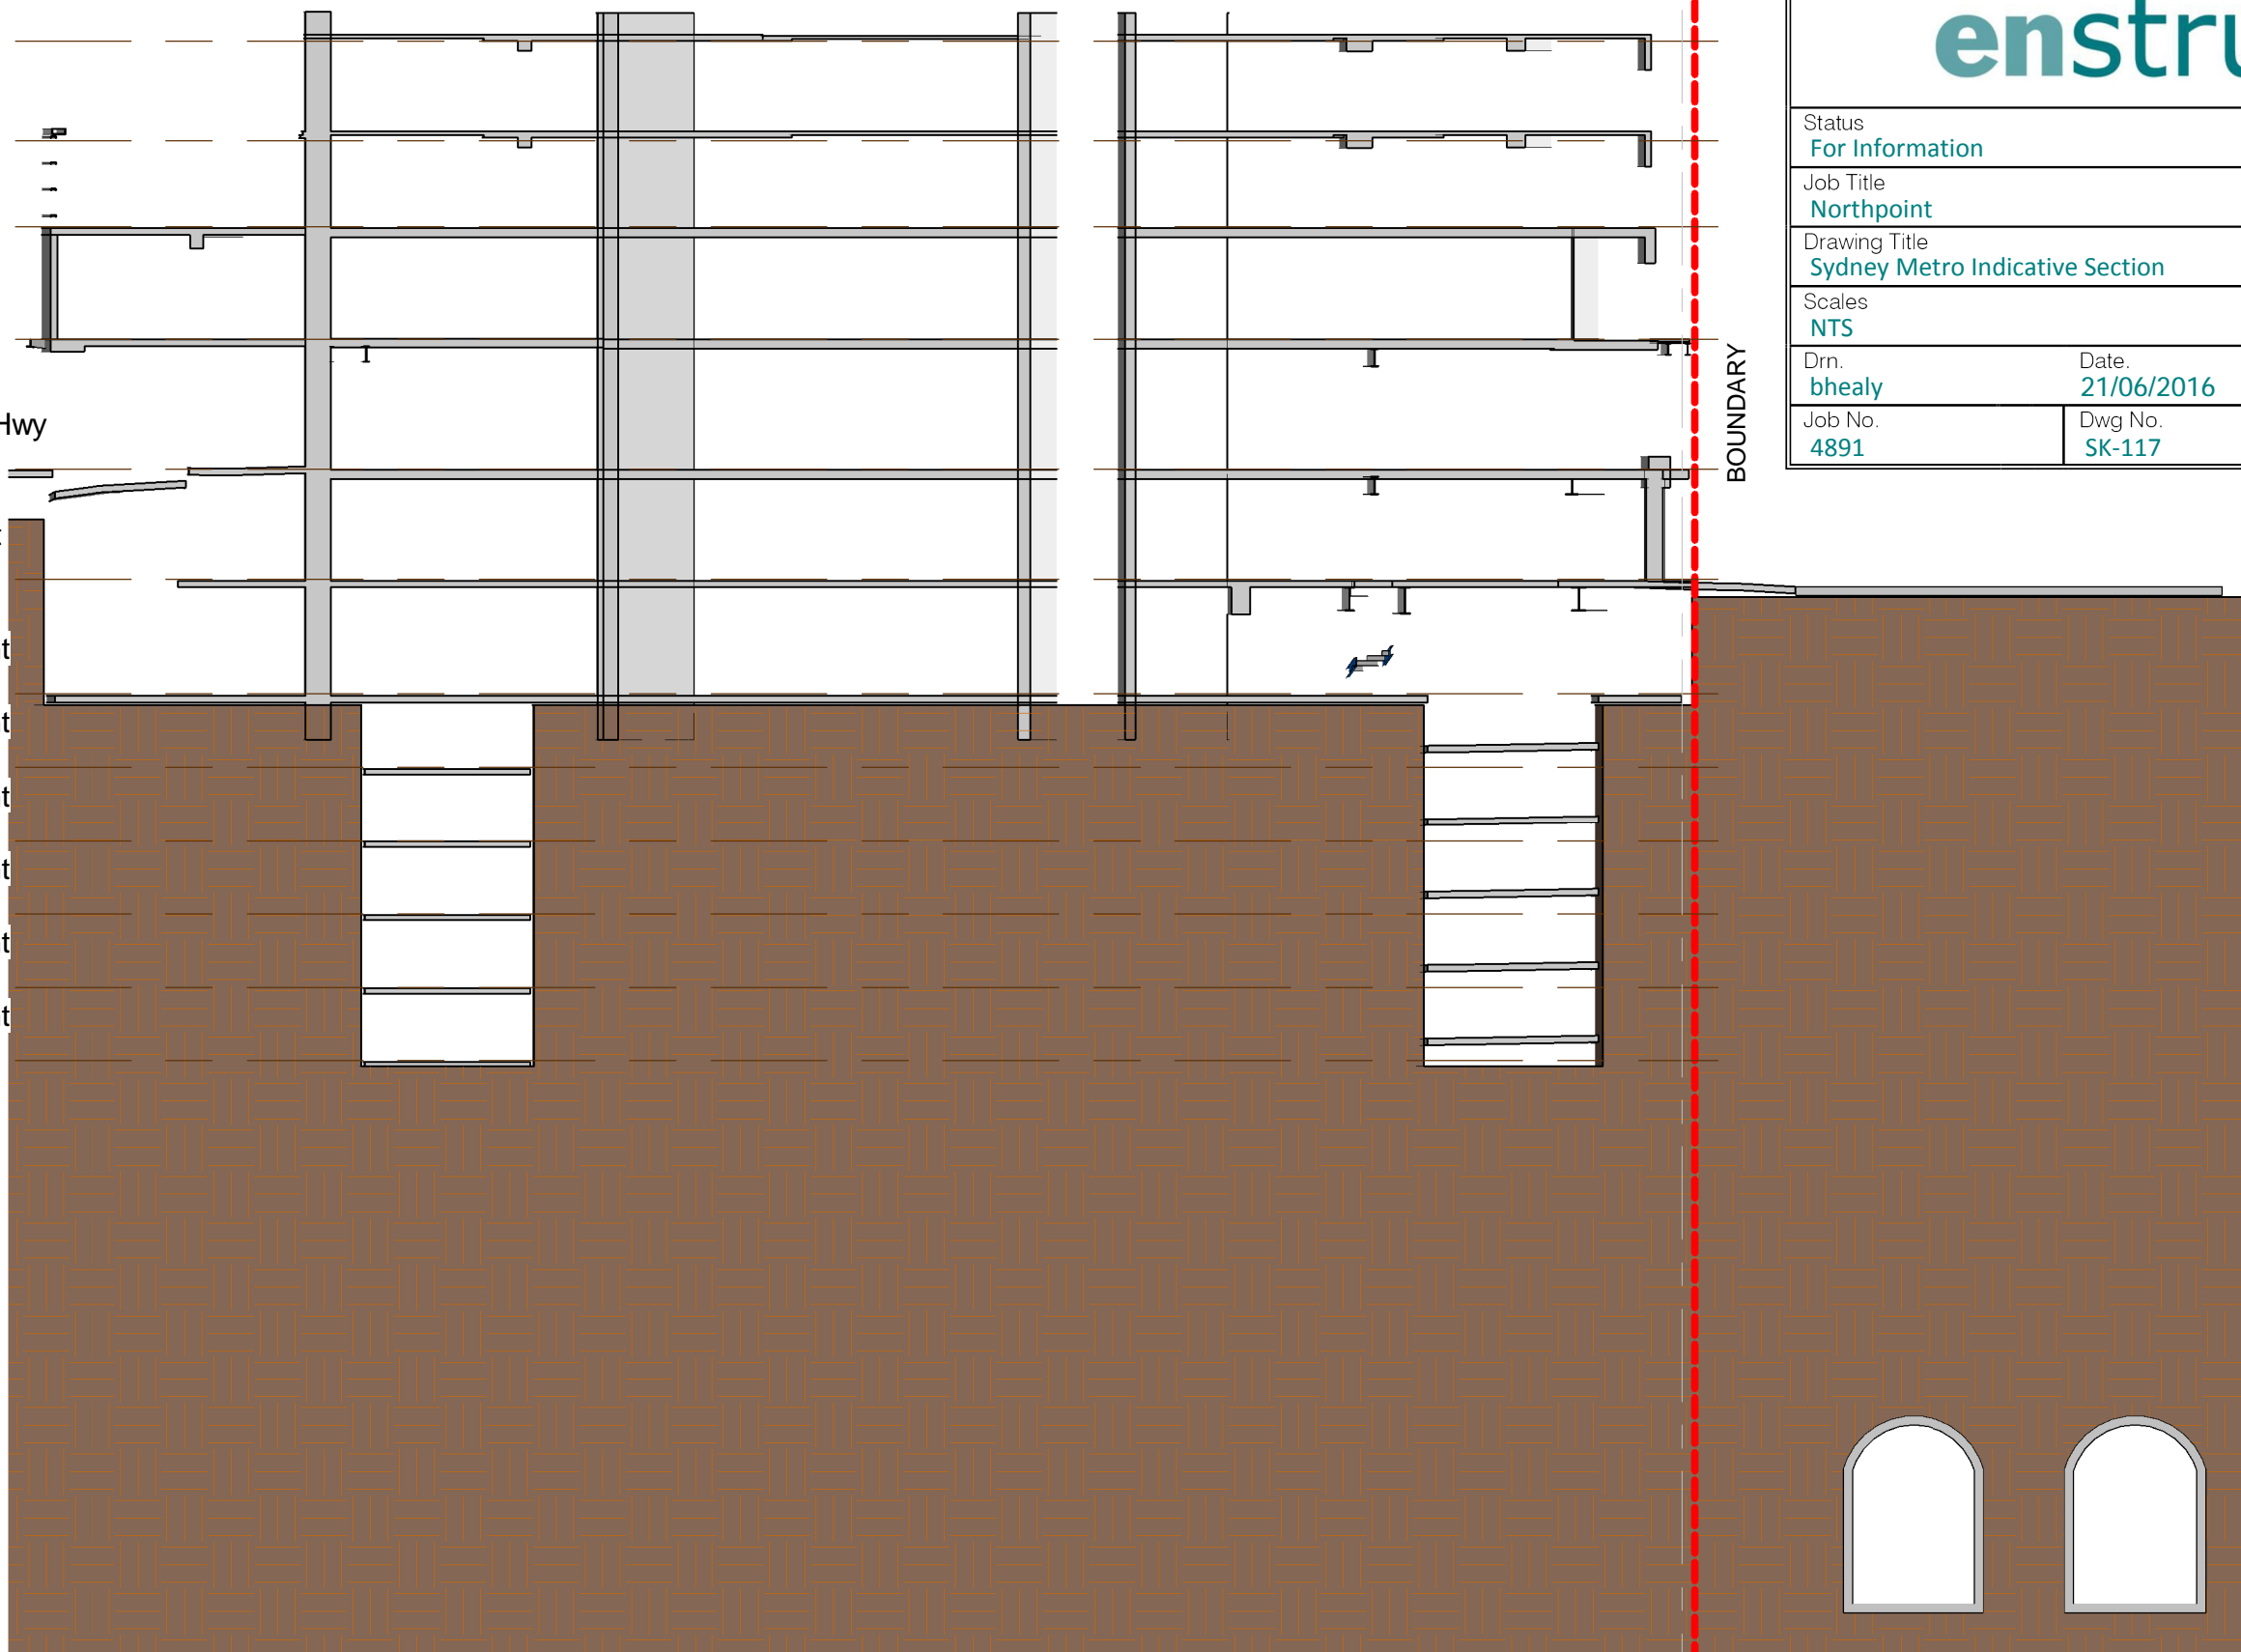 enstru
Status
For Information
Job Title
Northpoint
Drawing Title
Sydney Metro Indicative Section
Scales
NTS
Drn.
bhealy
Date.
21/06/2016
Job No.
4891
Dwg No.
SK-117
BOUNDARY
Hwy
t
t
t
t
t
t